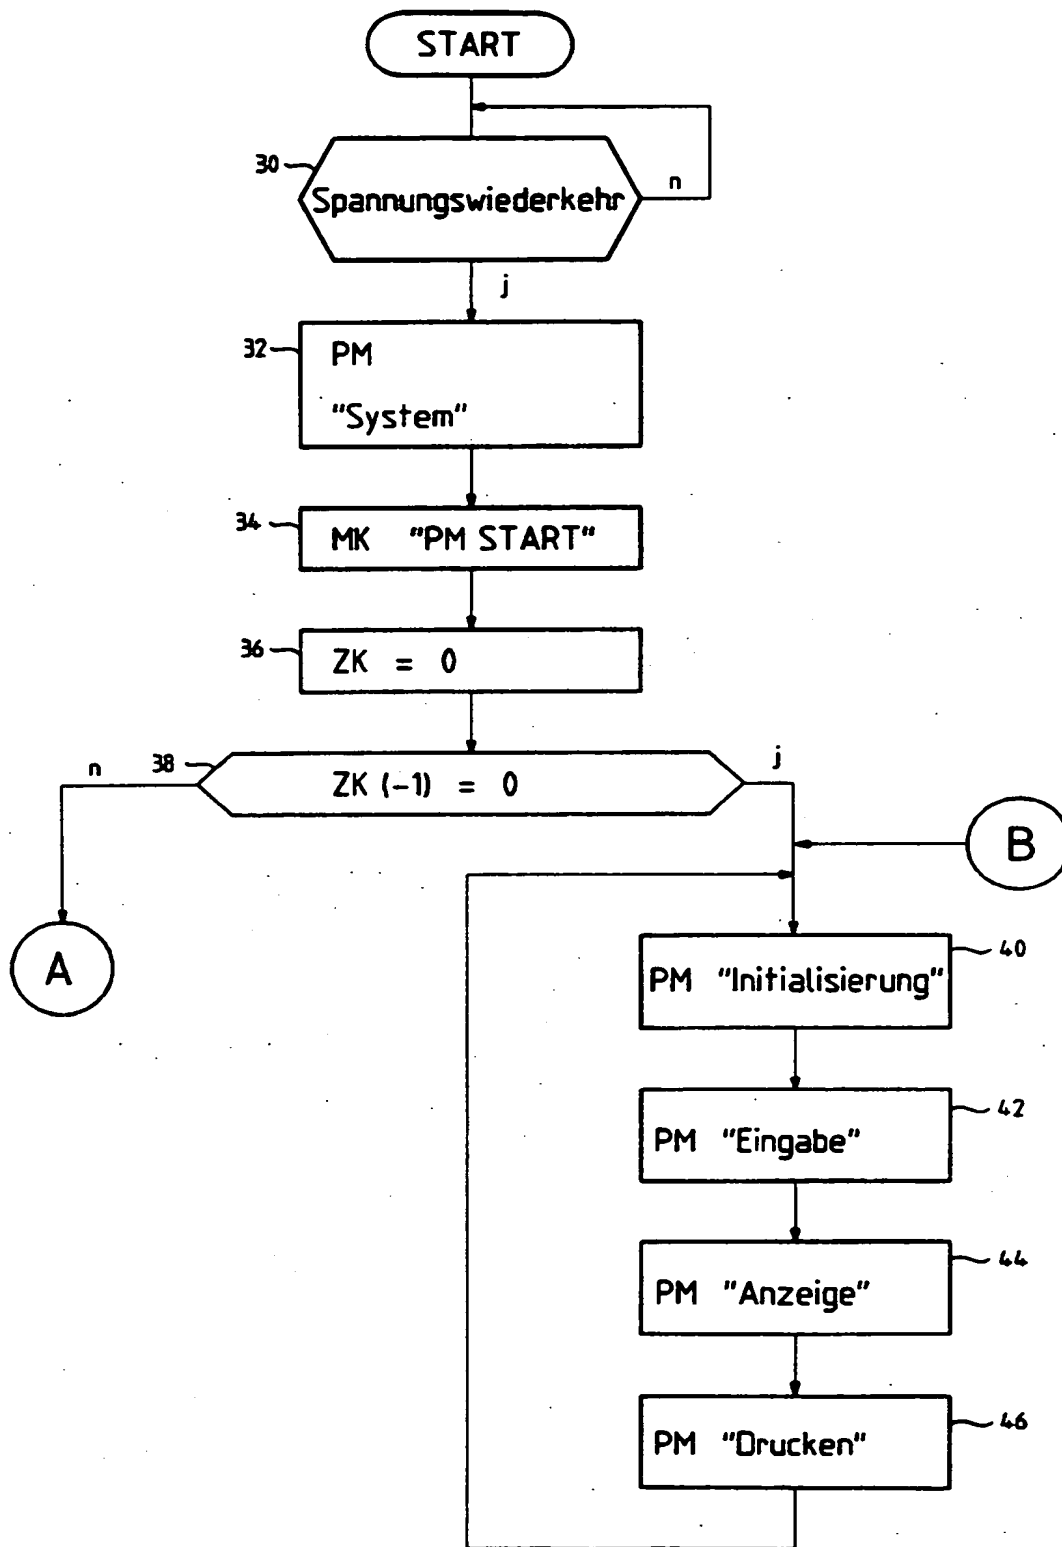 START
30
Spannungswiederkehr
n
j
32
PM
"System"
34
MK "PM START"
36
ZK = 0
n
38
ZK (-1) = 0
j
B
A
40
PM "Initialisierung"
42
PM "Eingabe"
44
PM "Anzeige"
46
PM "Drucken"